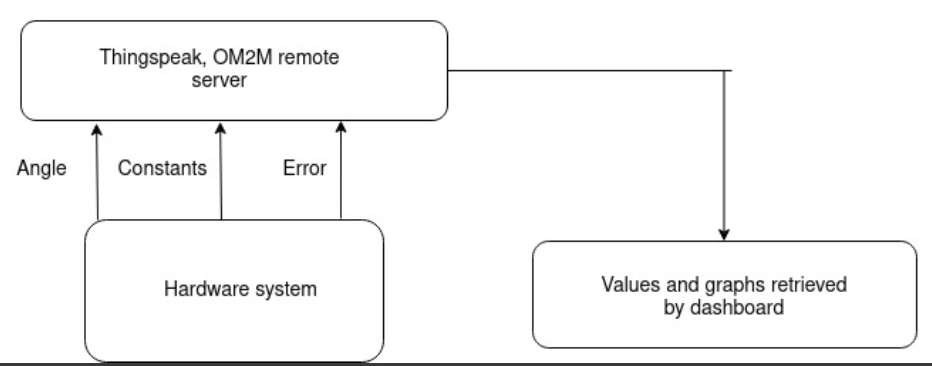 Thingspeak, OM2M remote
server
Angle
Constants
Error
Hardware system
Values and graphs retrieved
by dashboard